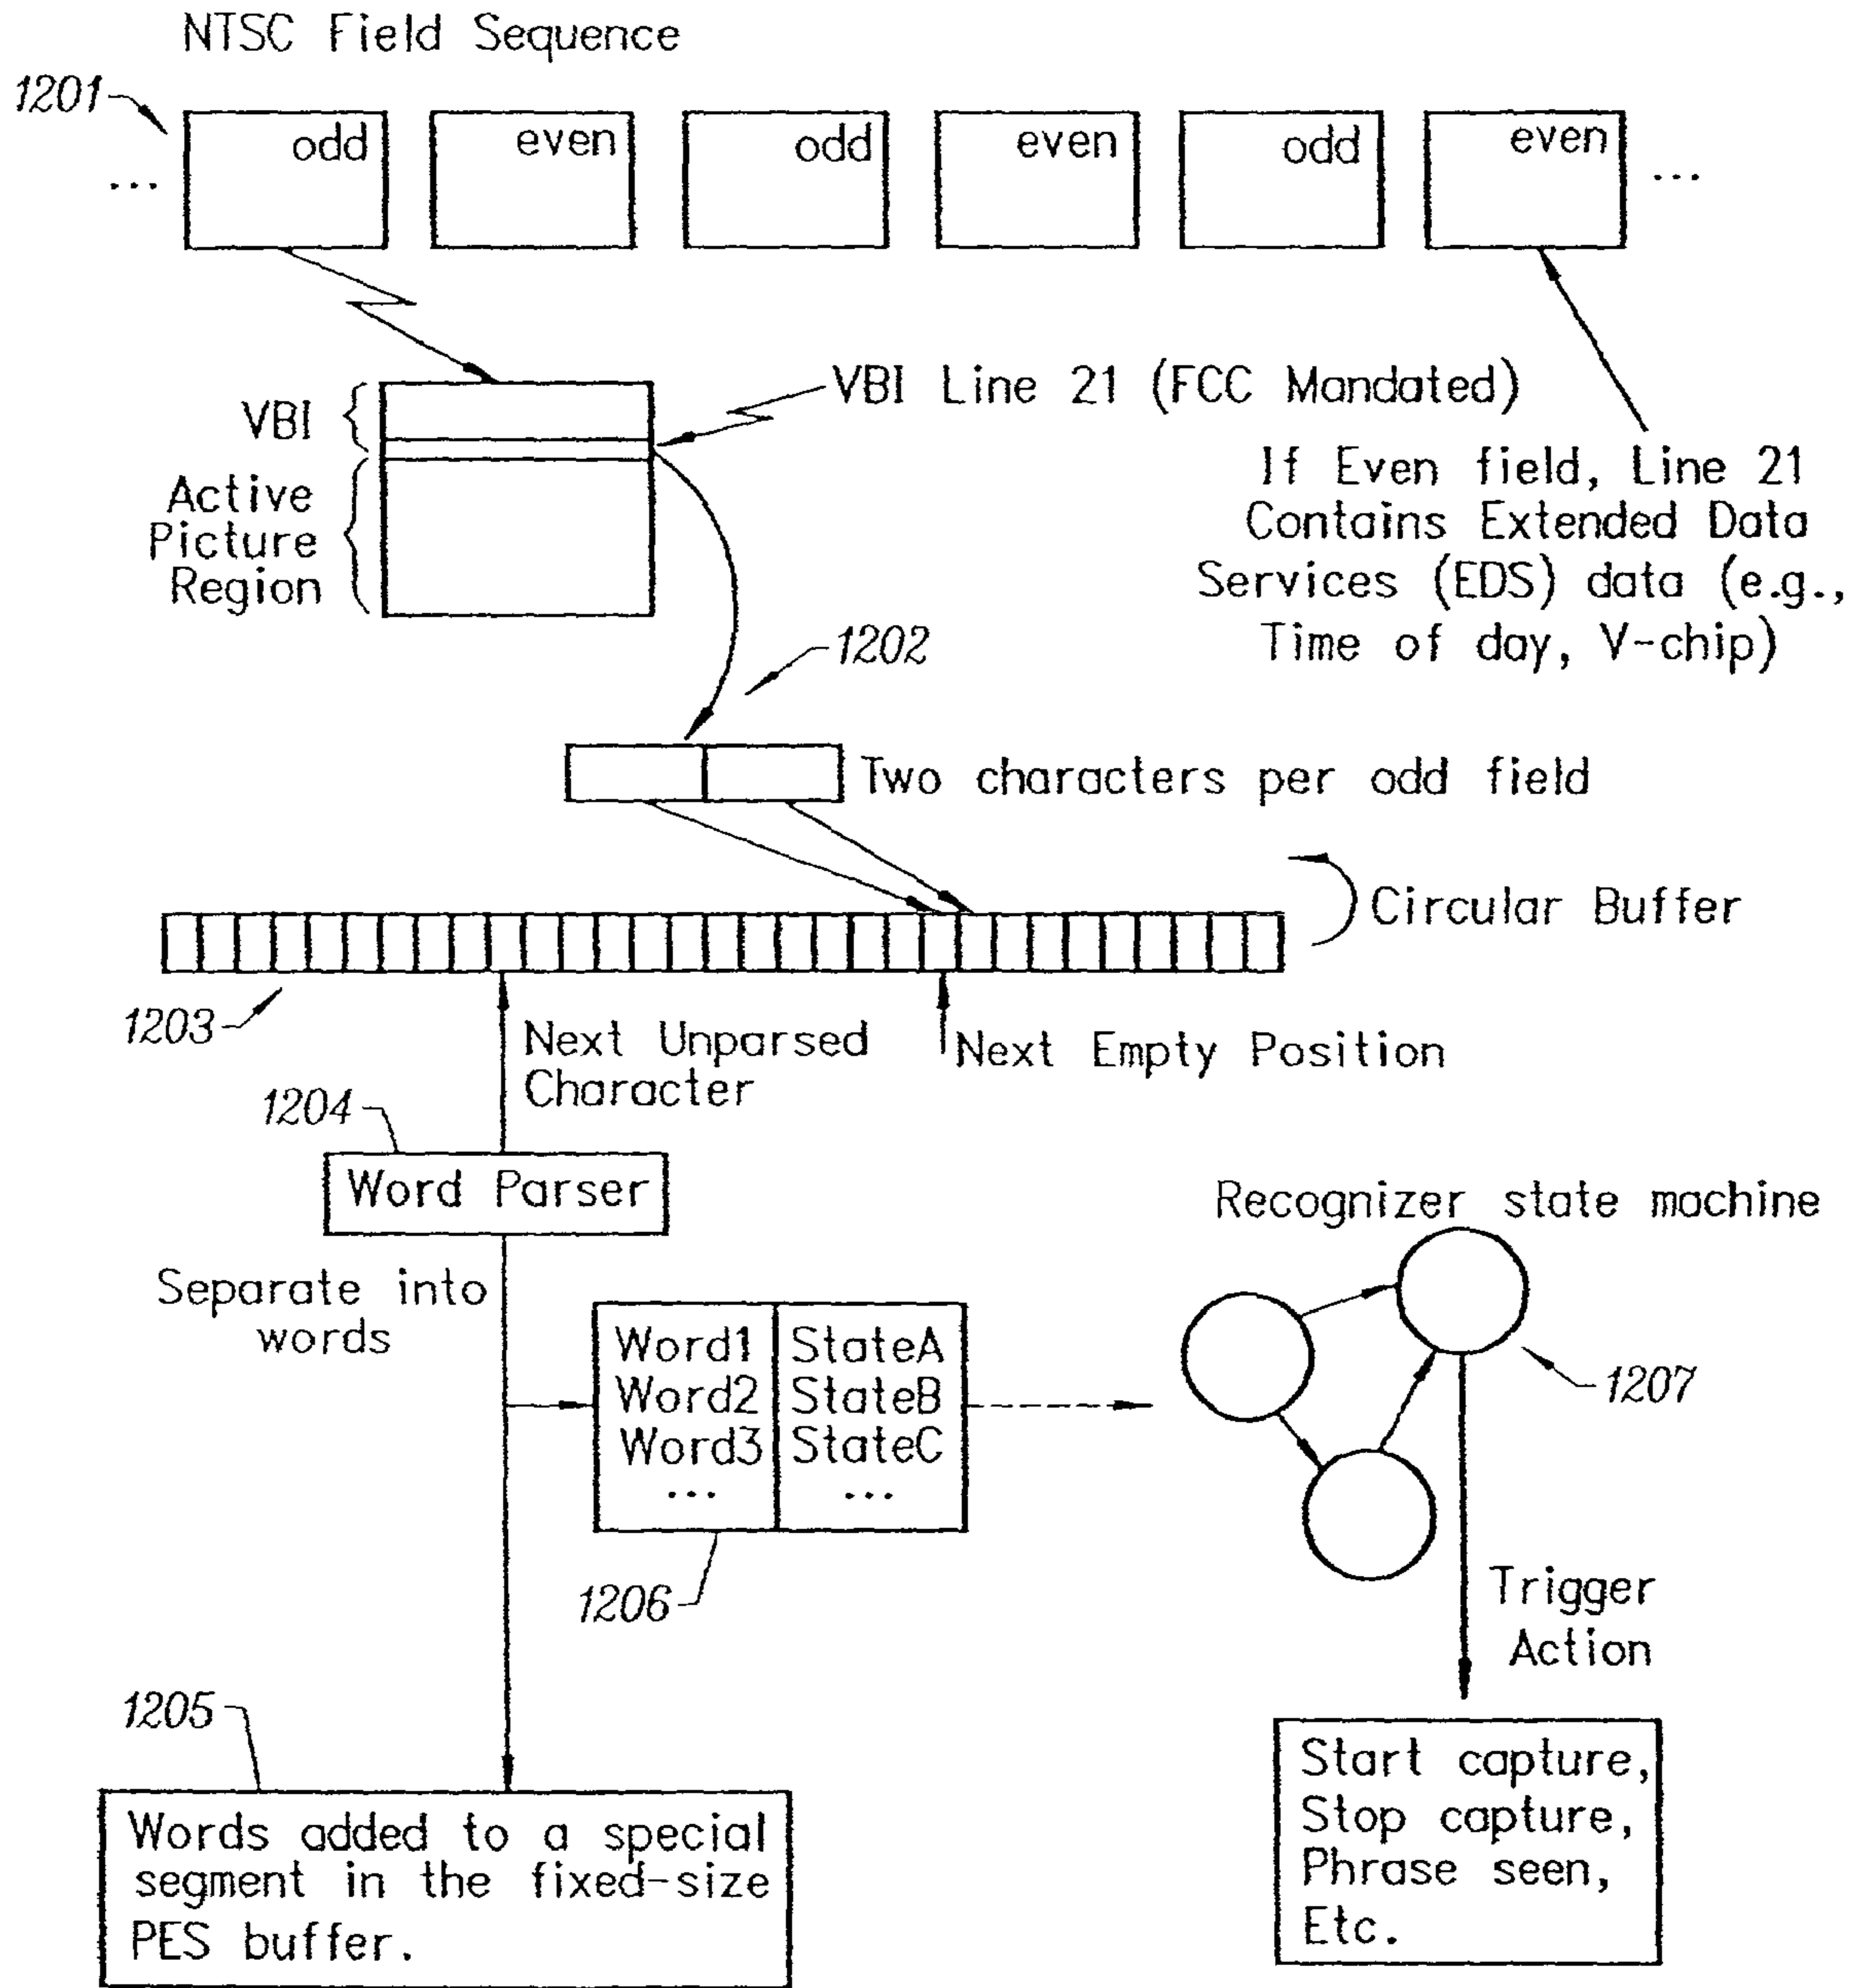 NTSC Field Sequence
1201
... odd even odd even odd even ...
VBI
VBI Line 21 (FCC Mandated)
Active
Picture
Region
If Even field, Line 21
Contains Extended Data
Services (EDS) data (e.g.,
Time of day, V-chip)
1202
Two characters per odd field
Circular Buffer
1203
Next Unparsed
Character
Next Empty Position
1204
Word Parser
Separate into
words
Word1 StateA
Word2 StateB
Word3 StateC
... ...
1206
Recognizer state machine
1207
Trigger
Action
1205
Words added to a special
segment in the fixed-size
PES buffer.
Start capture,
Stop capture,
Phrase seen,
Etc.